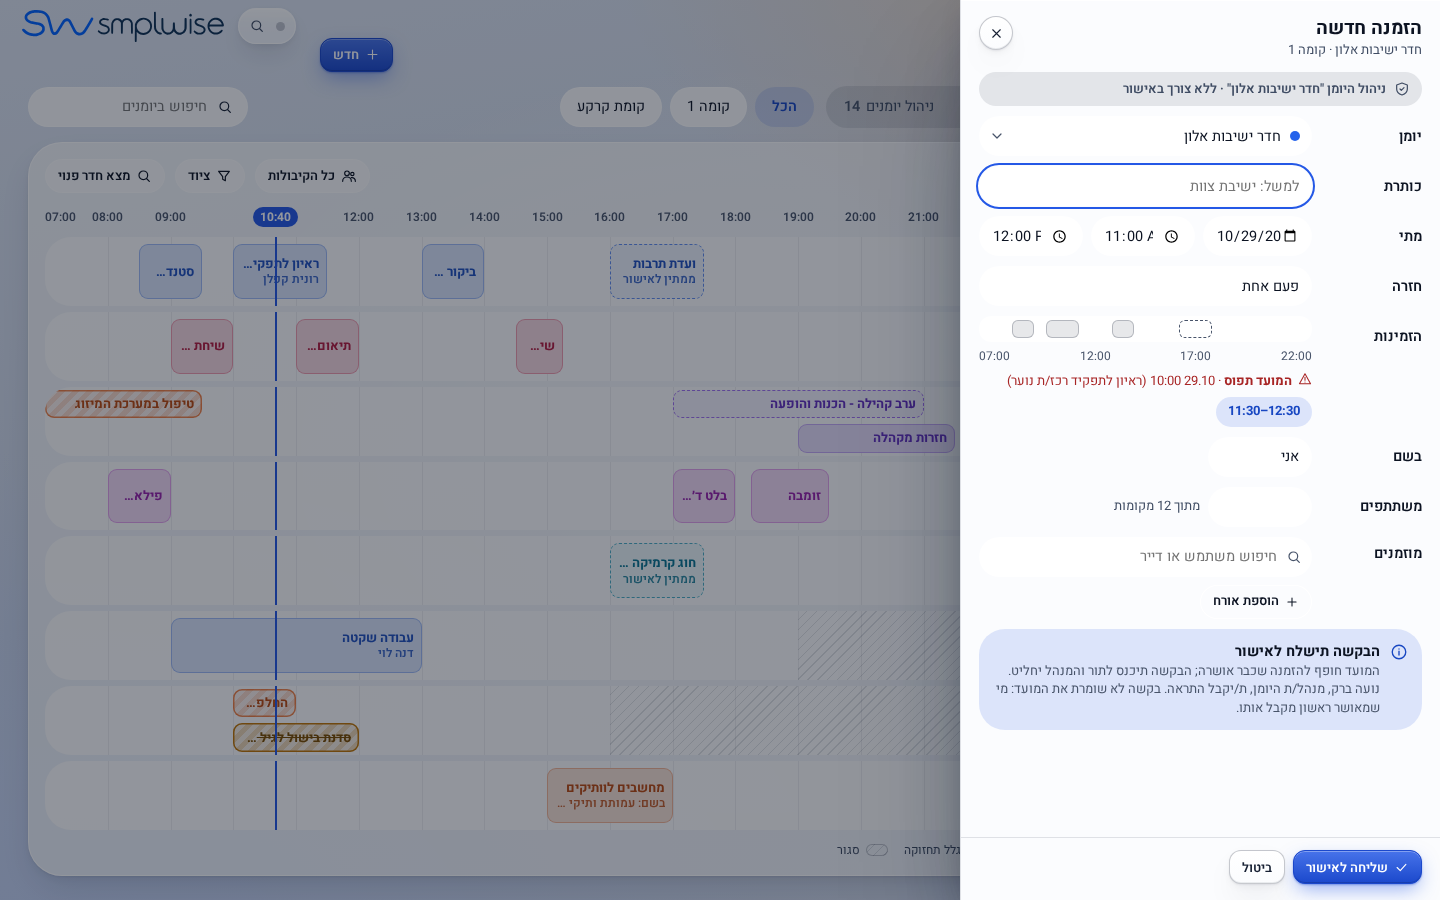 smplwise
חדש
הזמנה חדשה
חדר ישיבות אלון · קומה 1
ניהול היומן "חדר ישיבות אלון" · ללא צורך באישור
יומן
חדר ישיבות אלון
כותרת
למשל: ישיבת צוות
מתי
10/29/20
11:00 A
12:00 P
חזרה
פעם אחת
הזמינות
07:00 12:00 17:00 22:00
המועד תפוס · 29.10 10:00 (ראיון לתפקיד רכז/ת נוער)
11:30–12:30
בשם
אני
משתתפים
מתוך 12 מקומות
מוזמנים
חיפוש משתמש או דייר
הוספת אורח
הבקשה תישלח לאישור
המועד חופף להזמנה שכבר אושרה; הבקשה תיכנס לתור והמנהל יחליט.
נועה ברק, מנהל/ת היומן, ת/יקבל התראה. בקשה לא שומרת את המועד: מי
שמאושר ראשון מקבל אותו.
שליחה לאישור
ביטול
ניהול יומנים 14
הכל
קומה 1
קומת קרקע
חיפוש ביומנים
כל הקיבולות
ציוד
מצא חדר פנוי
07:00 08:00 09:00 10:40 12:00 13:00 14:00 15:00 16:00 17:00 18:00 19:00 20:00 21:00
סטנד...
ראיון לתפקי...
רונית קפלן
ביקור ...
ועדת תרבות
ממתין לאישור
שיחת ...
תיאום...
שי...
טיפול במערכת המיזוג
ערב קהילה - הכנות והופעה
חזרות מקהלה
פילא...
בלט ד'...
זומבה
חוג קרמיקה ...
ממתין לאישור
עבודה שקטה
דנה לוי
החלפ...
סדנת בישול לגיל ...
מחשבים לוותיקים
בשם: עמותת ותיקי ...
גלל תחזוקה
סגור